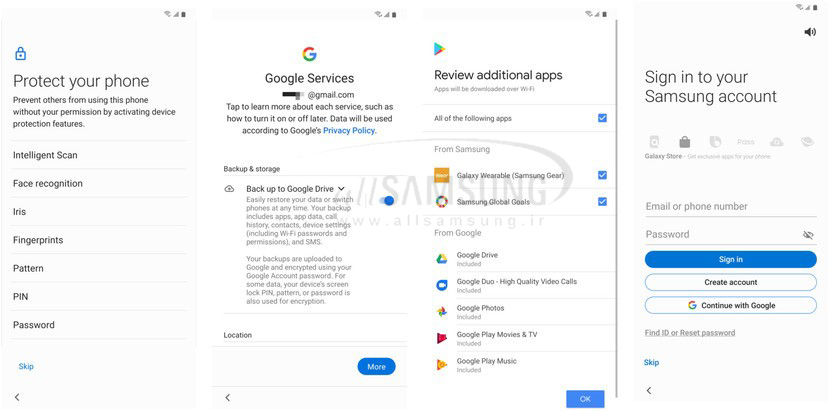 Protect your phone
Prevent others from using this phone
without your permission by activating device
protection features.
Intelligent Scan
Face recognition
Iris
Fingerprints
Pattern
PIN
Password
Skip
Google Services
@gmail.com
Tap to learn more about each service, such as
how to turn it on or off later. Data will be used
according to Google's Privacy Policy.
Backup & storage
Back up to Google Drive
Easily restore your data or switch
phones at any time. Your backup
includes apps, app data, call
history, contacts, device settings
(including Wi-Fi passwords and
permissions), and SMS.
Your backups are uploaded to
Google and encrypted using your
Google Account password. For
some data, your device's screen
lock PIN, pattern, or password is
also used for encryption.
Location
More
Review additional apps
Apps will be downloaded over Wi-Fi
All of the following apps
From Samsung
Galaxy Wearable (Samsung Gear)
Samsung Global Goals
From Google
Google Drive
Included
Google Duo - High Quality Video Calls
Included
Google Photos
Included
Google Play Movies & TV
Included
Google Play Music
Included
OK
Sign in to your
Samsung account
Galaxy Store - Get exclusive apps for your phone
Email or phone number
Password
Sign in
Create account
Continue with Google
Find ID or Reset password
Skip
allSAMSUNG
www.allsamsung.ir